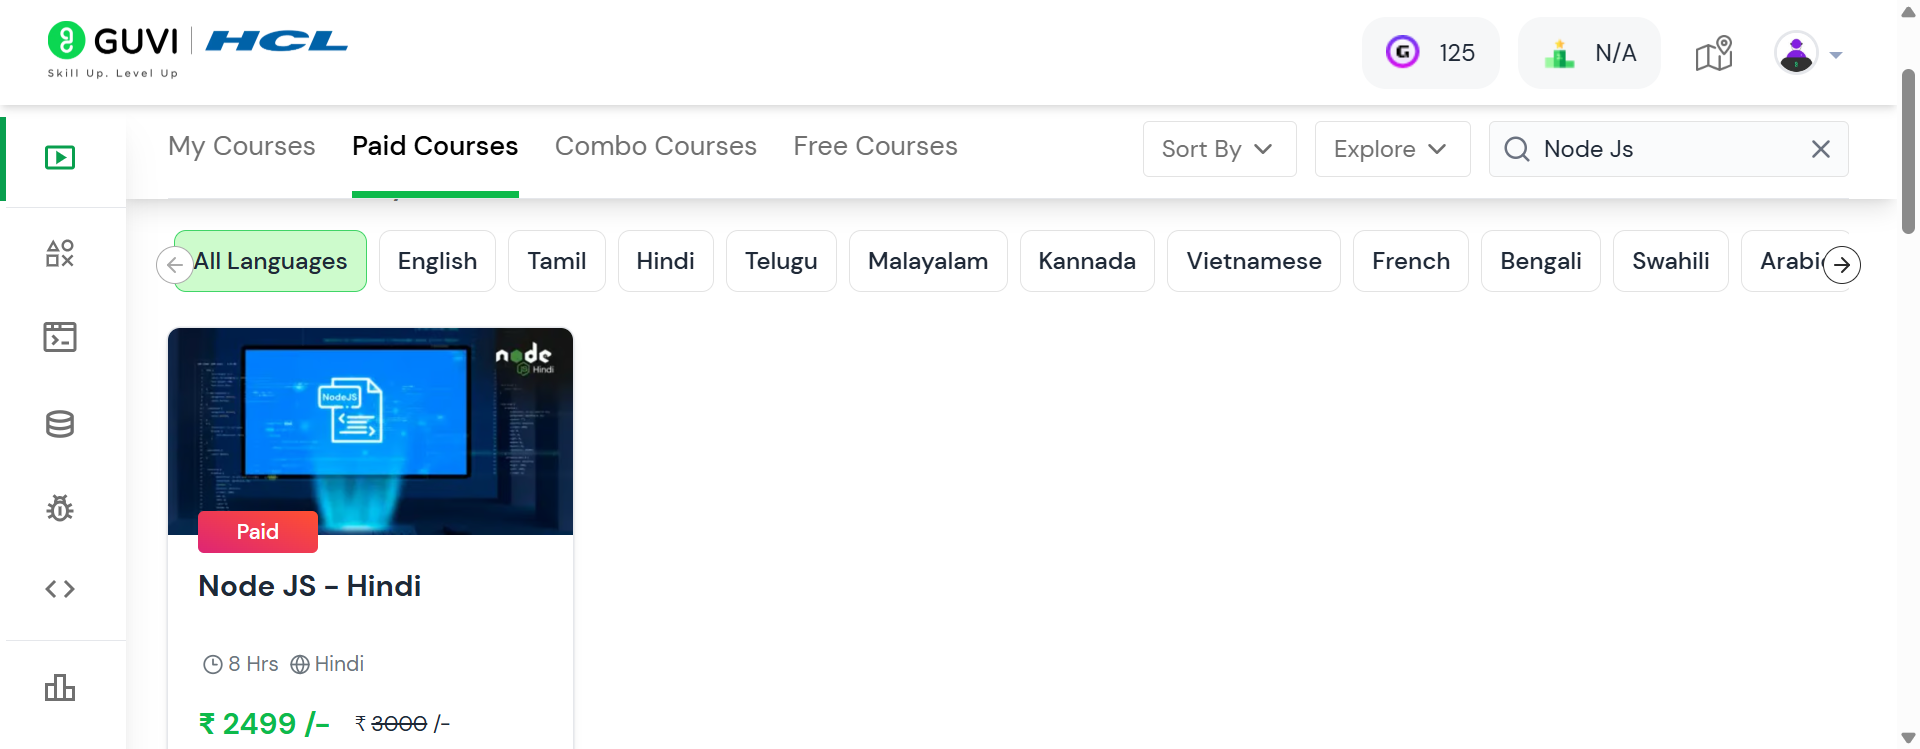 GUVI HCL
Skill Up. Level Up
G 125
N/A
My Courses Paid Courses Combo Courses Free Courses
Sort By Explore Node Js
All Languages English Tamil Hindi Telugu Malayalam Kannada Vietnamese French Bengali Swahili
node
JS Hindi
NodeJS
Paid
Node JS - Hindi
8 Hrs Hindi
₹ 2499 /- ₹ 3000 /-